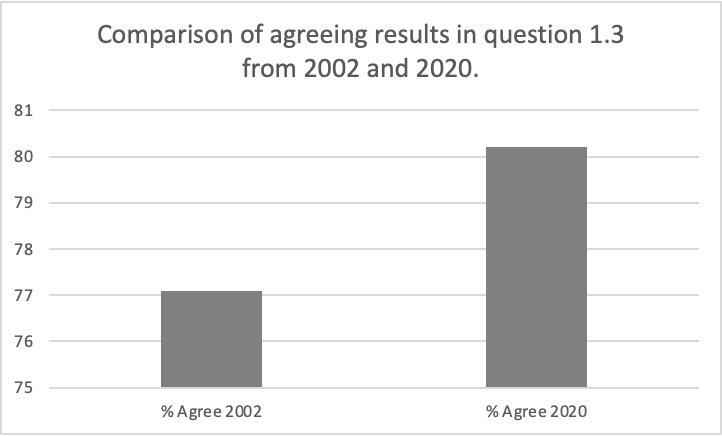 Comparison of agreeing results in question 1.3
from 2002 and 2020.
81
80
79
78
77
76
75
% Agree 2002
% Agree 2020